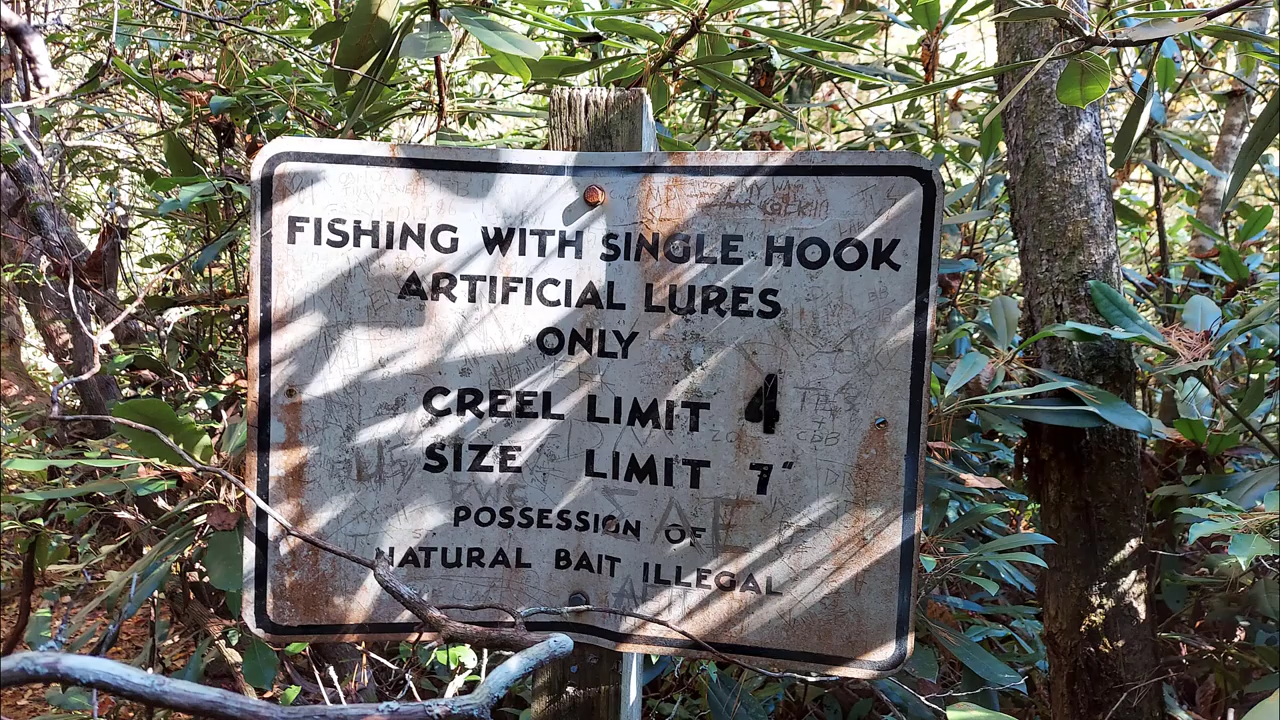 FISHING WITH SINGLE HOOK
ARTIFICIAL LURES
ONLY
CREEL LIMIT 4
SIZE LIMIT 7"
POSSESSION OF
NATURAL BAIT ILLEGAL